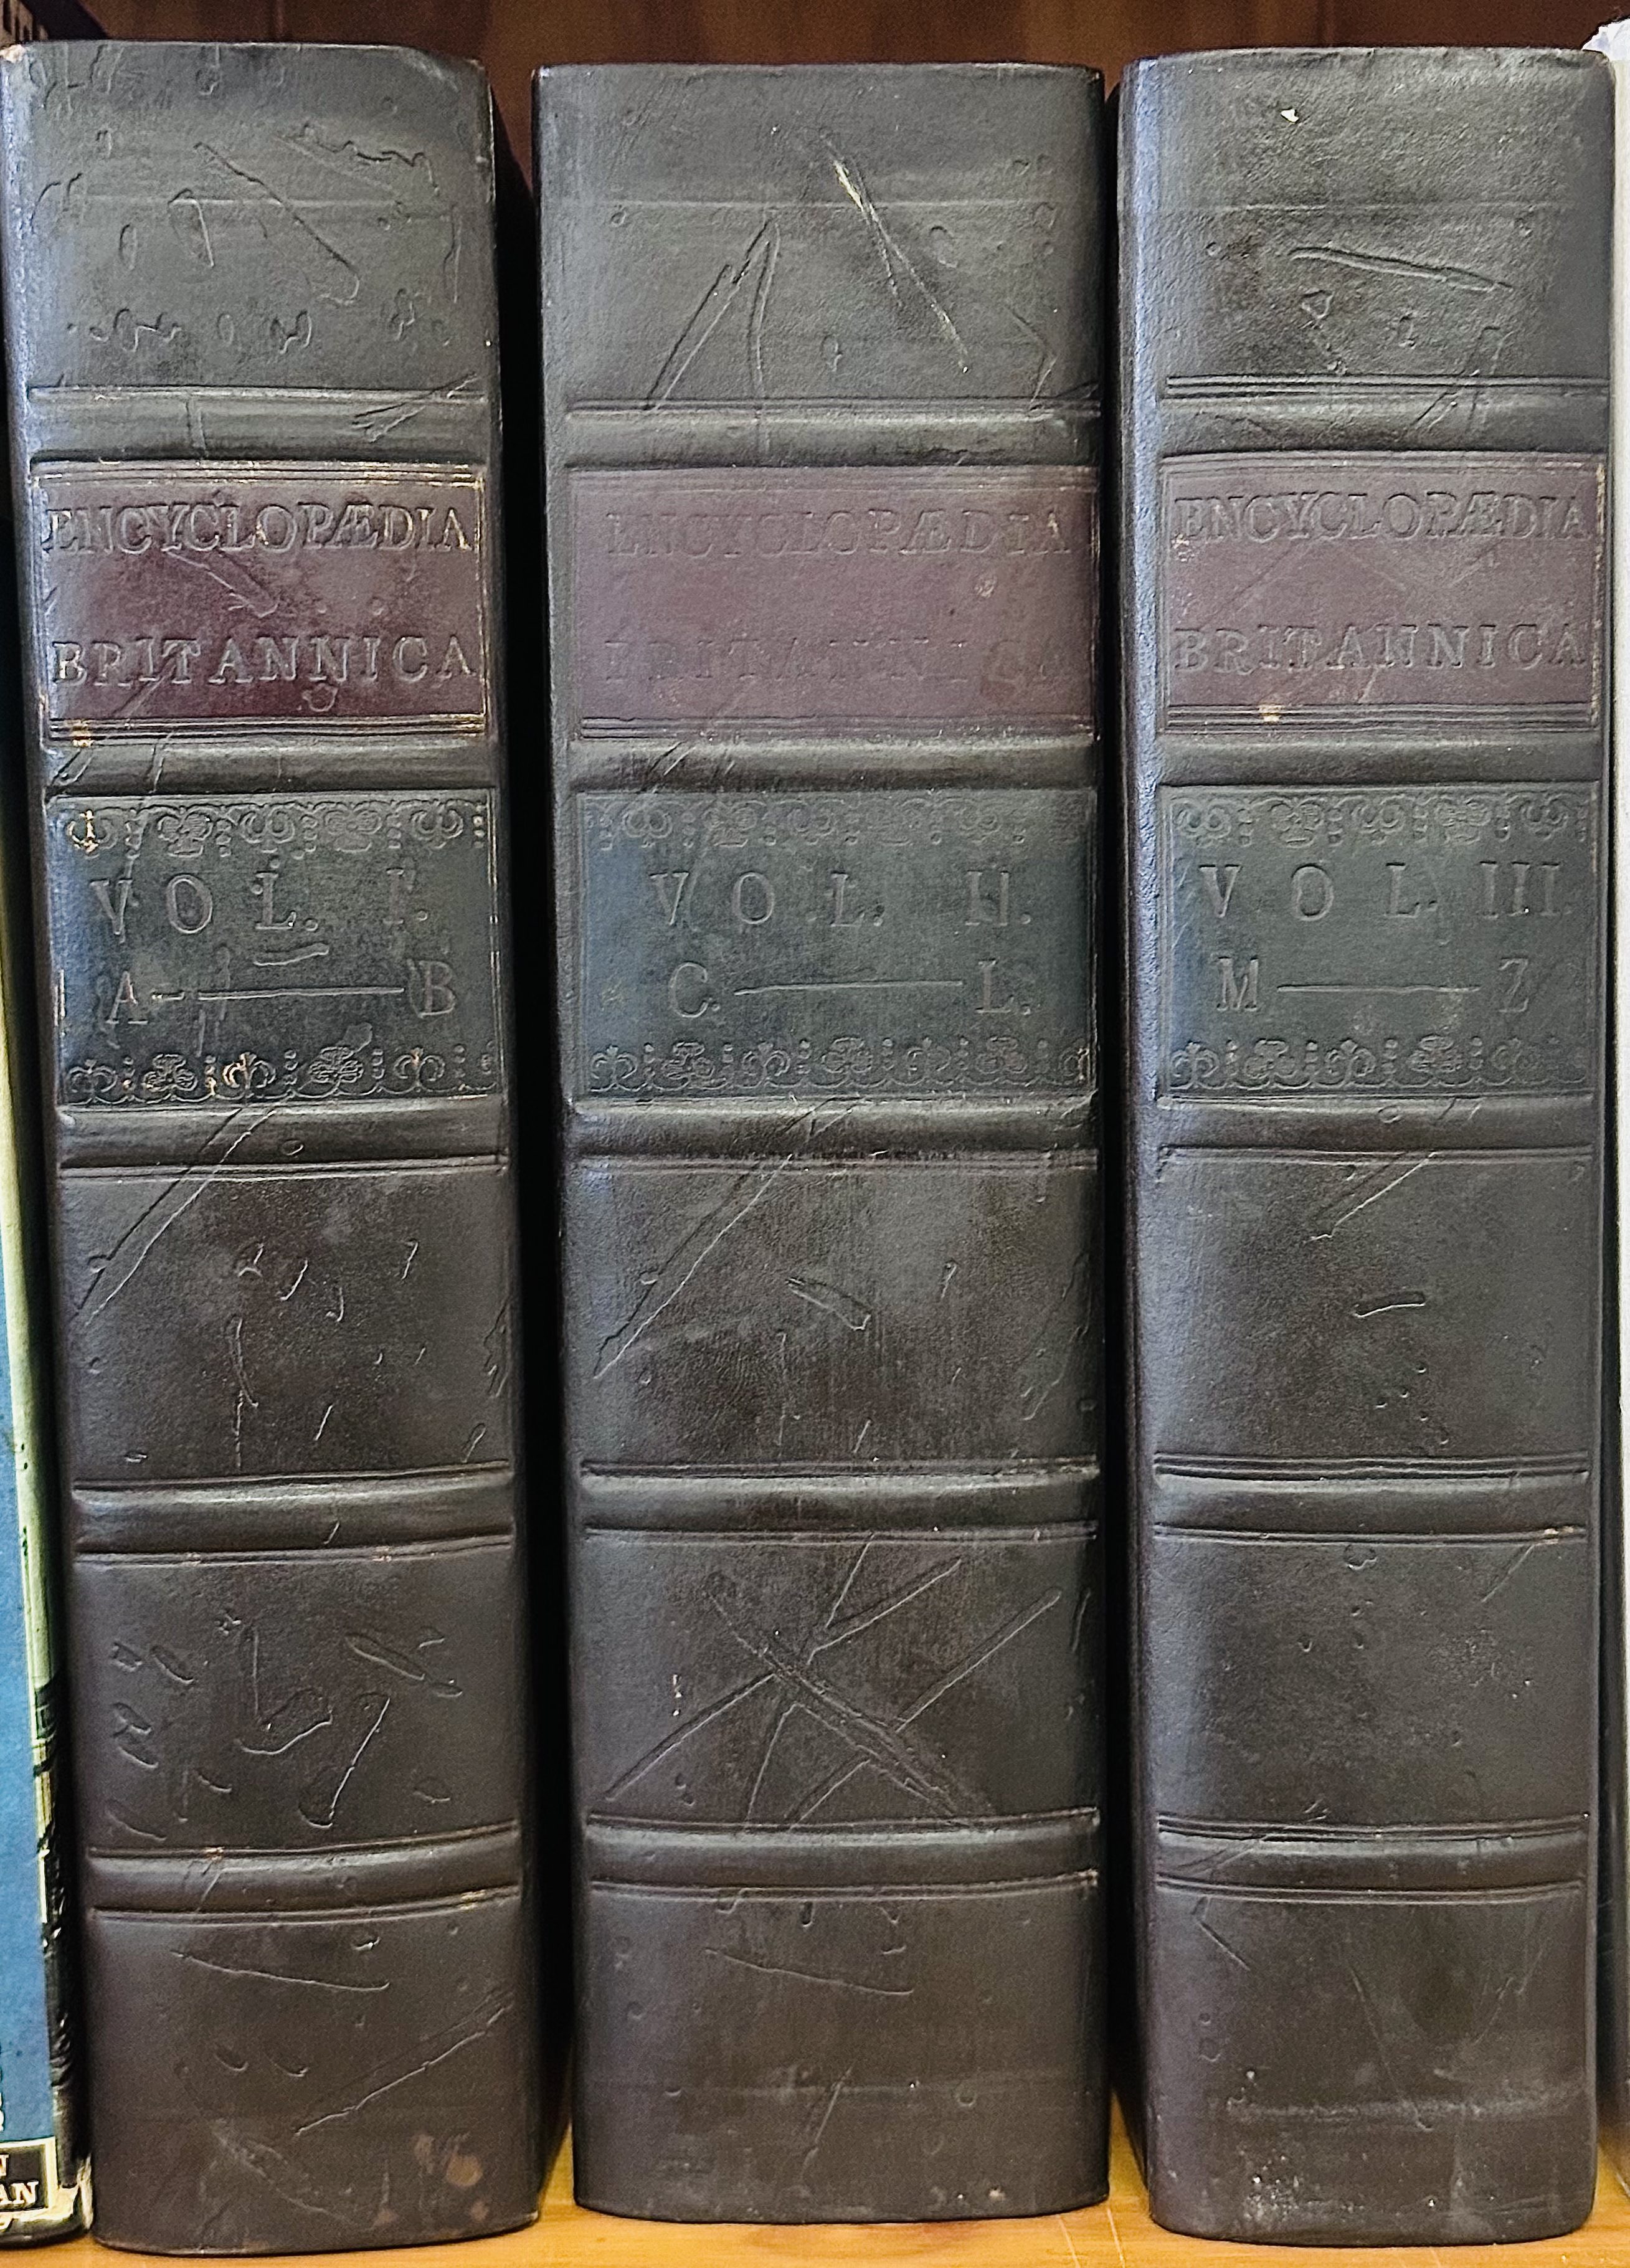 ENCYCLOPÆDIA
BRITANNICA
VOL. I.
A — B
ENCYCLOPÆDIA
BRITANNICA
VOL. II.
C — L.
ENCYCLOPÆDIA
BRITANNICA
VOL. III.
M — Z